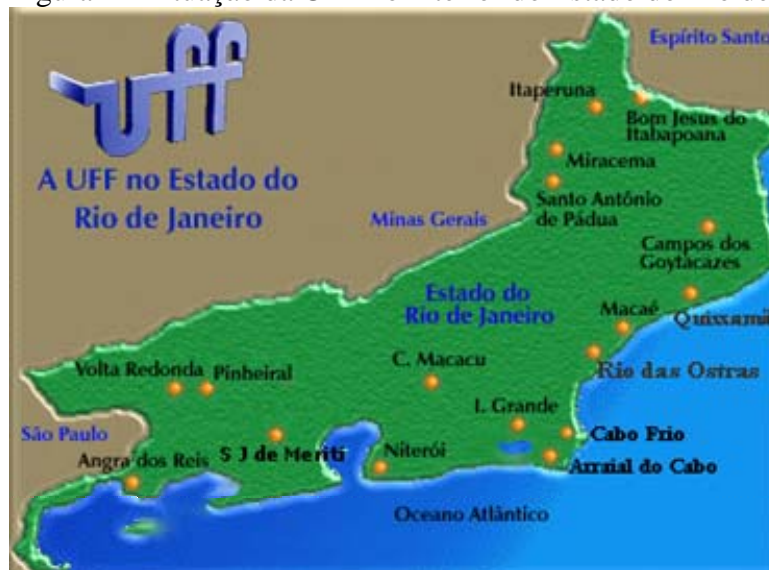 Espírito Santo
uff
A UFF no Estado do
Rio de Janeiro
Itaperuna
Bom Jesus do
Itabapoana
Miracema
Santo Antônio
de Pádua
Minas Gerais
Campos dos
Goytacazes
Estado do
Rio de Janeiro
Macaé
Quixxamã
Rio das Ostras
Volta Redonda
Pinheiral
C. Macacu
I. Grande
São Paulo
Angra dos Reis
S J de Meriti
Niterói
Cabo Frio
Arraial do Cabo
Oceano Atlântico